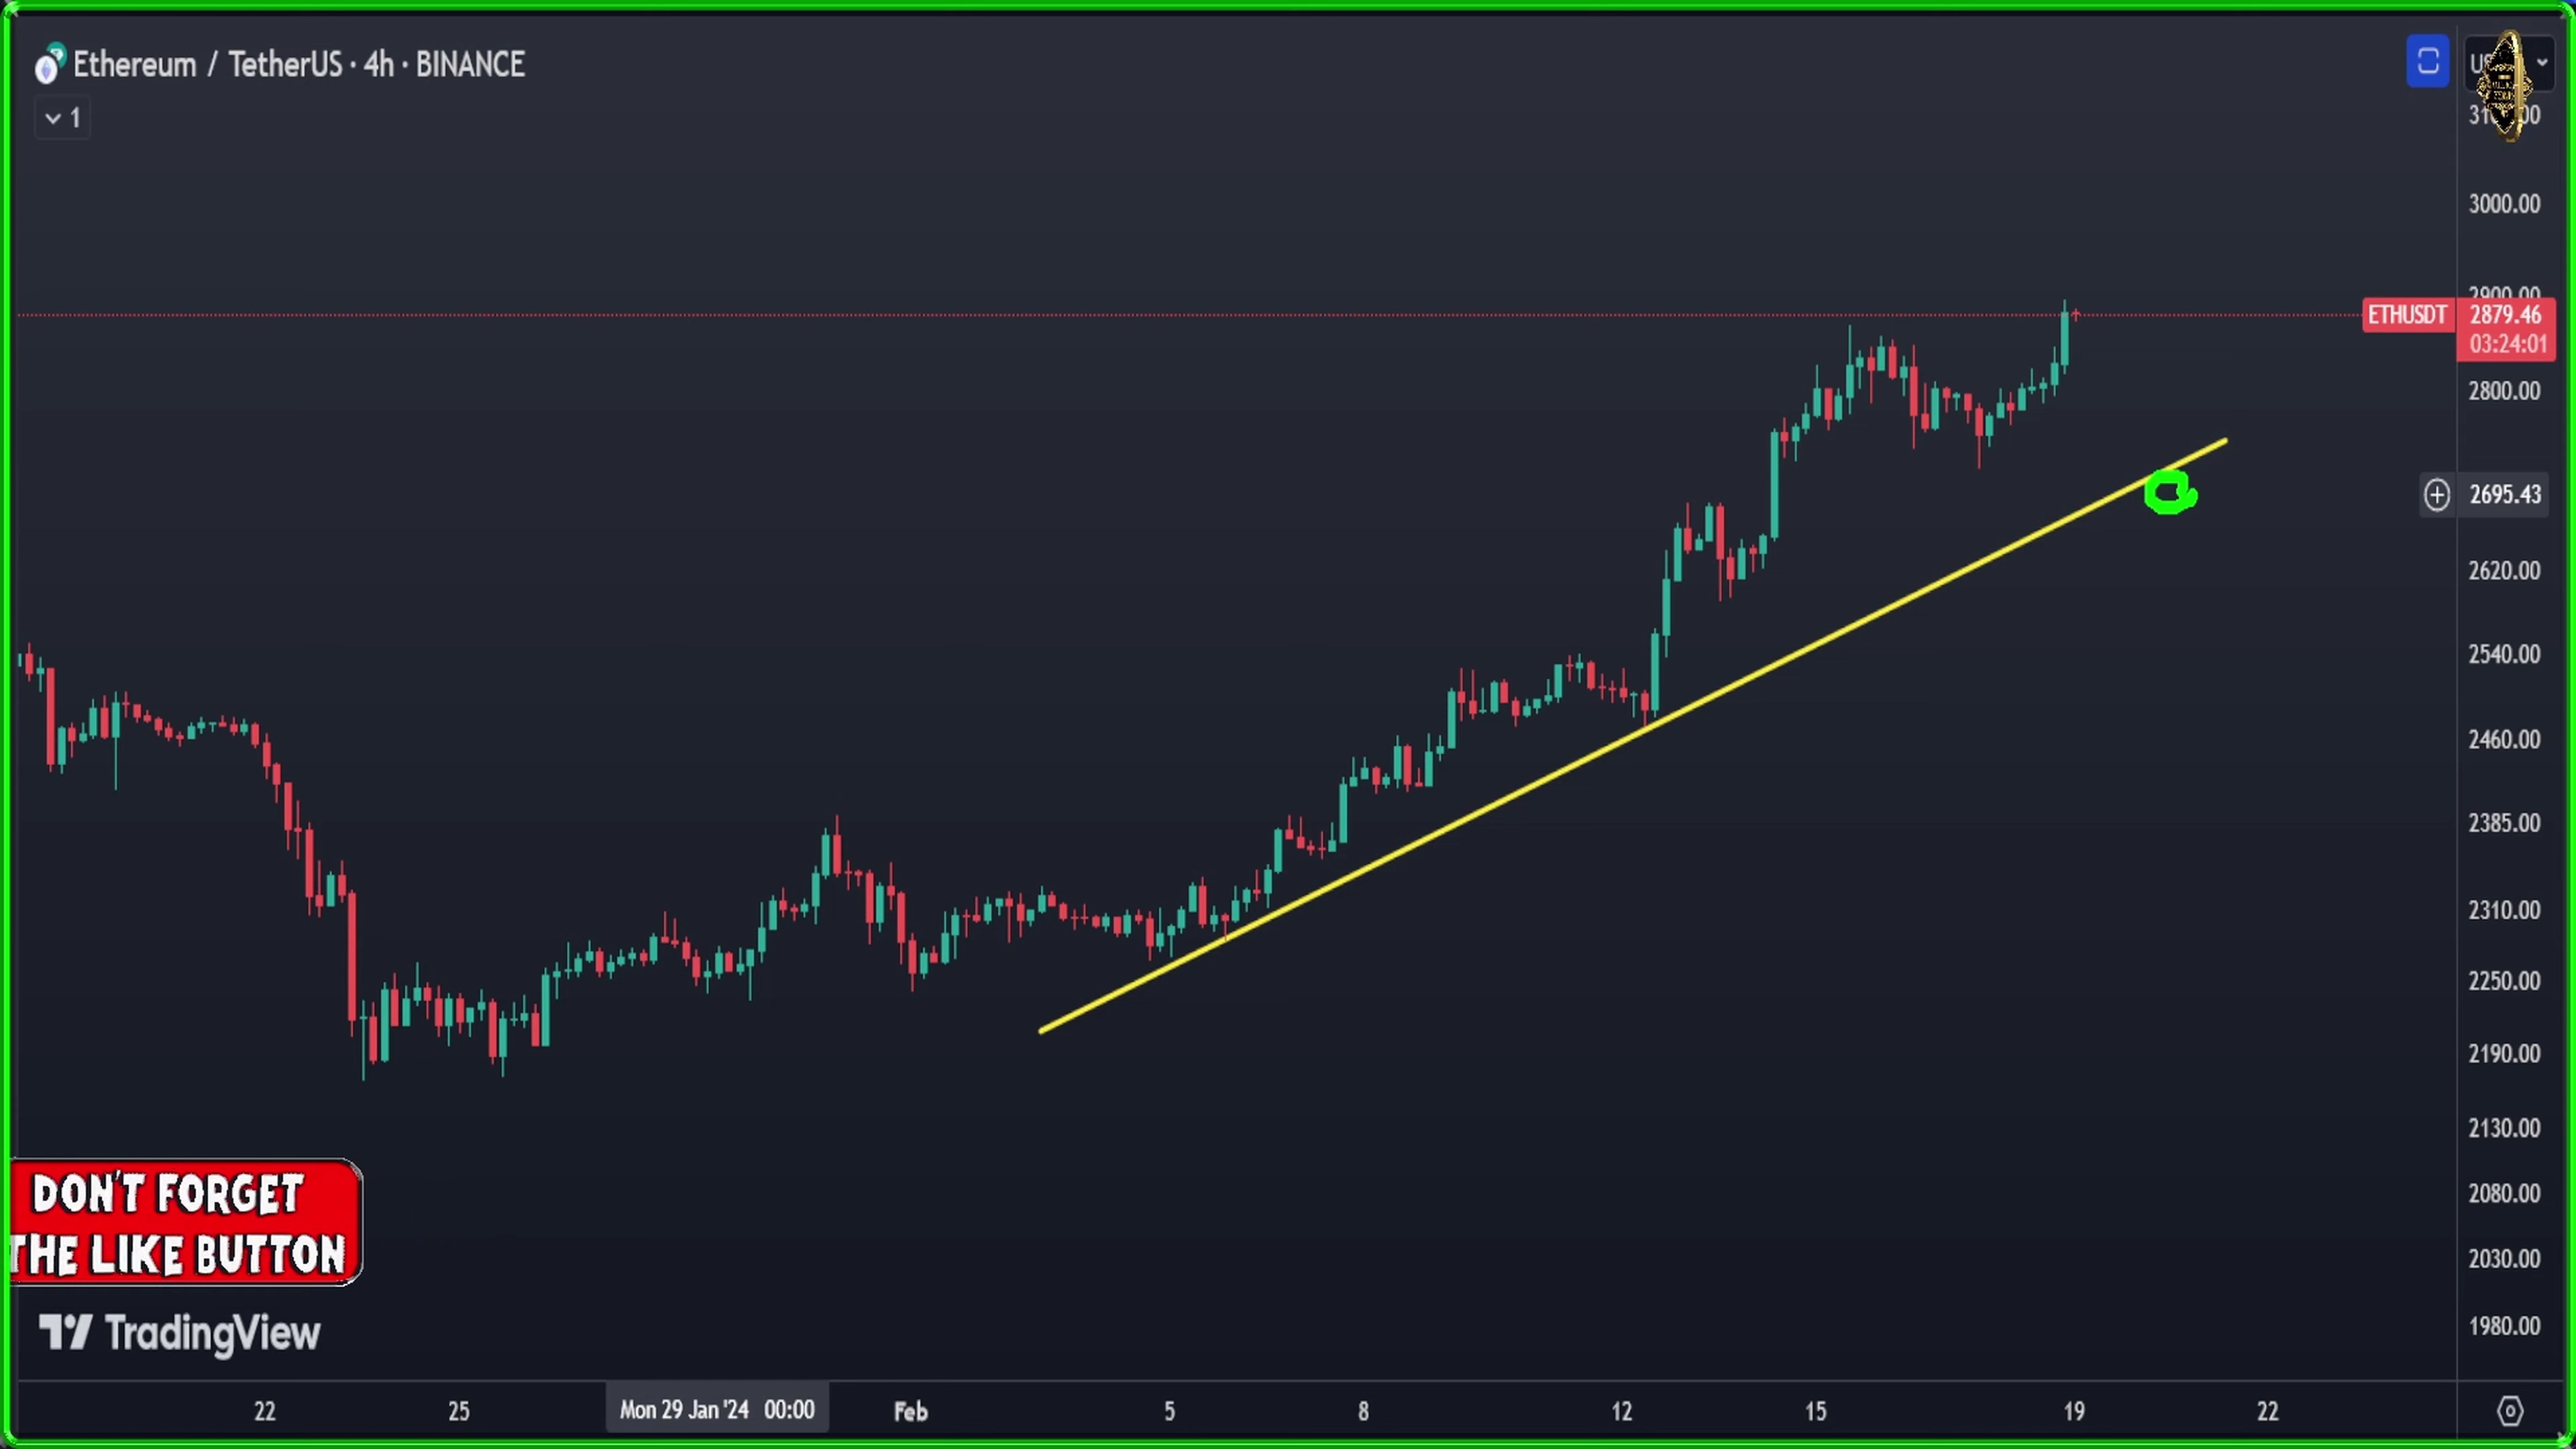 Ethereum / TetherUS · 4h · BINANCE
1
3000.00
ETHUSDT 2879.46
03:24:01
2800.00
2695.43
2620.00
2540.00
2460.00
2385.00
2310.00
2250.00
2190.00
2130.00
2080.00
2030.00
1980.00
DON'T FORGET
THE LIKE BUTTON
TradingView
22 25 Mon 29 Jan '24 00:00 Feb 5 8 12 15 19 22